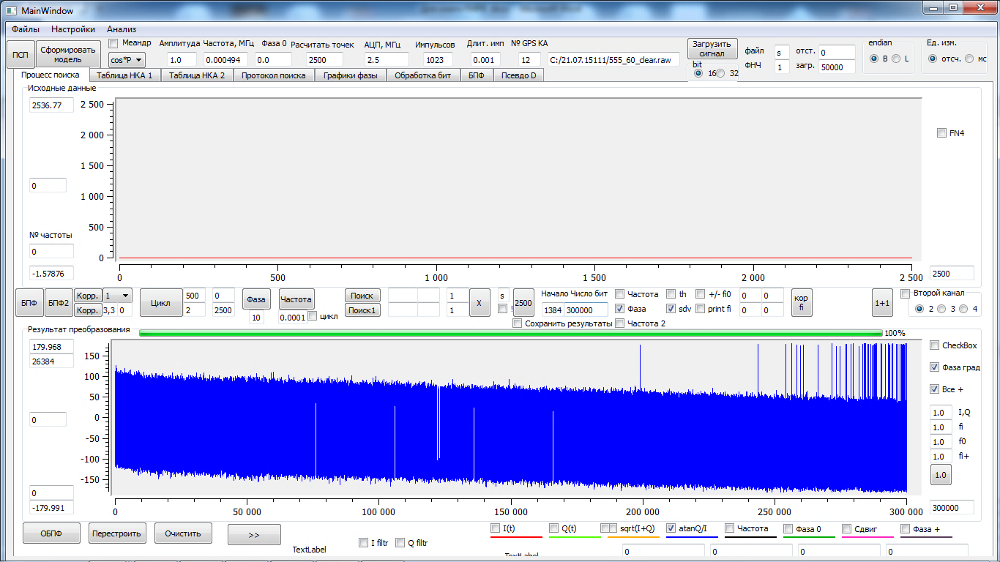 MainWindow
Файлы Настройки Анализ
ПСП Сформировать модель Меандр Амплитуда Частота, МГц Фаза 0 Расчитать точек АЦП, МГц Импульсов Длит. имп № GPS КА Загрузить сигнал файл s отст. 0 endian Ед. изм.
cos*P 1.0 0.000494 0.0 2500 2.5 1023 0.001 12 C:/21.07.15111/555_60_clear.raw bit 16 32 ФНЧ 1 загр. 50000 B L отсч. мс
Процесс поиска Таблица НКА 1 Таблица НКА 2 Протокол поиска Графики фазы Обработка бит БПФ Псевдо D
Исходные данные
2536.77
2 500
2 000
FN4
1 500
0
1 000
500
№ частоты
0
0
-1.57876
0 500 1 000 1 500 2 000 2 500
2500
БПФ БПФ2 Корр. 1 Цикл 500 0 Фаза Частота Поиск 1 X s 2500 Начало Число бит Частота th +/- fi0 0 0 кор fi 1+1 Второй канал
Корр. 3,3 0 2 2500 10 0.0001 цикл Поиск1 1 ! 1384 300000 Фаза sdv print fi 0 0 2 3 4
Сохранить результаты Частота 2
Результат преобразования 100%
179.968
26384
150
100
50
0
-50
-100
-150
0
0
-179.991
0 50 000 100 000 150 000 200 000 250 000 300 000
CheckBox
Фаза град
Все +
1.0 I,Q
1.0 fi
1.0 f0
1.0 fi+
1.0
300000
ОБПФ Перестроить Очистить >> I(t) Q(t) sqrt(I+Q) atanQ/I Частота Фаза 0 Сдвиг Фаза +
TextLabel I filtr Q filtr
TextLabel 0 0 0 0